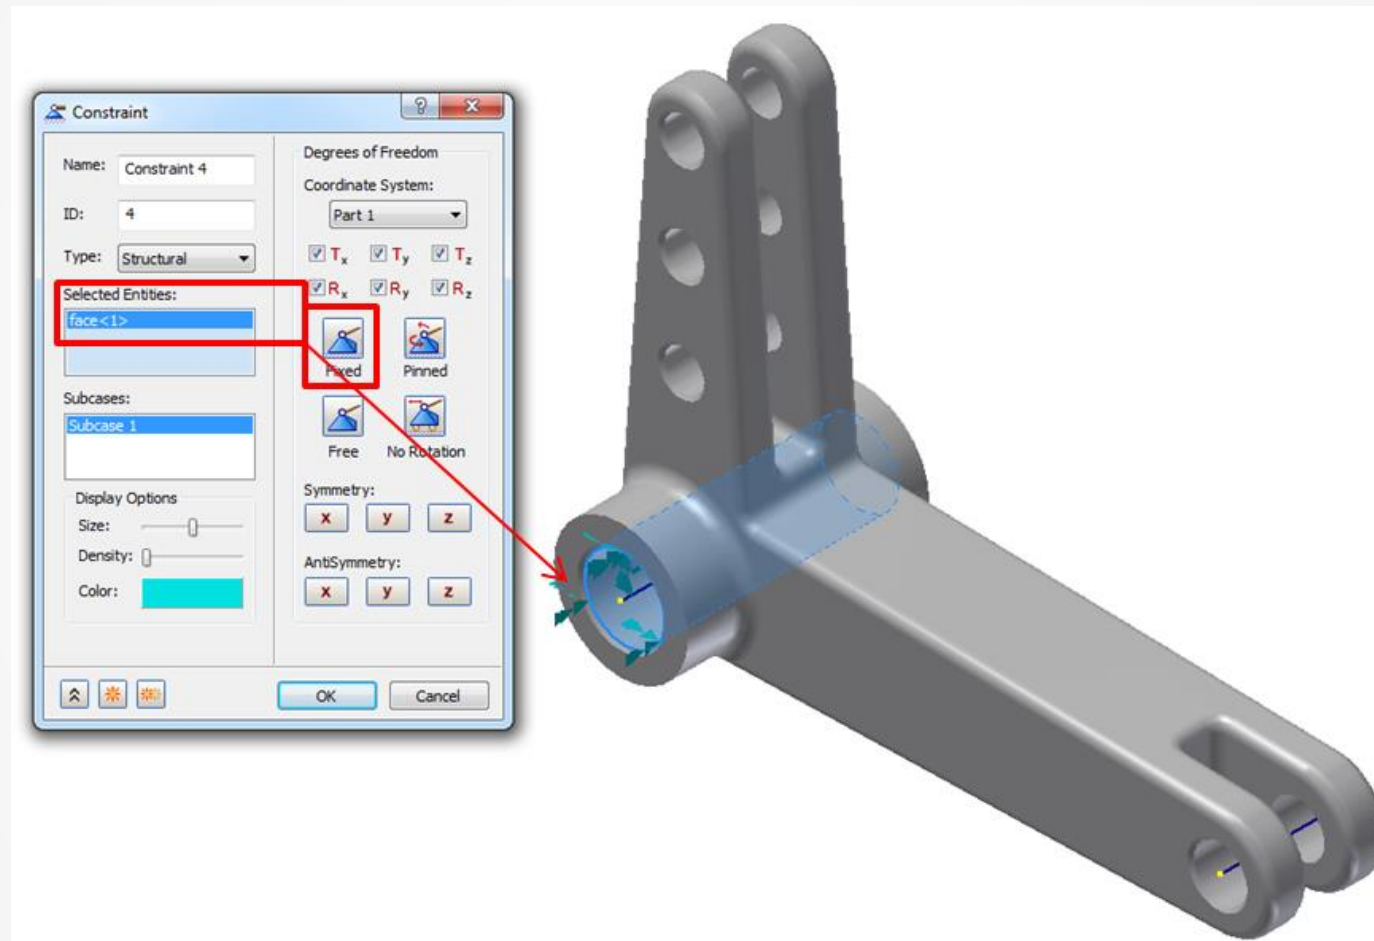 Constraint
Name: Constraint 4
ID: 4
Type: Structural
Selected Entities:
face<1>
Subcases:
Subcase 1
Display Options
Size:
Density:
Color:
Degrees of Freedom
Coordinate System:
Part 1
Tx Ty Tz
Rx Ry Rz
Fixed Pinned
Free No Rotation
Symmetry:
x y z
AntiSymmetry:
x y z
OK Cancel